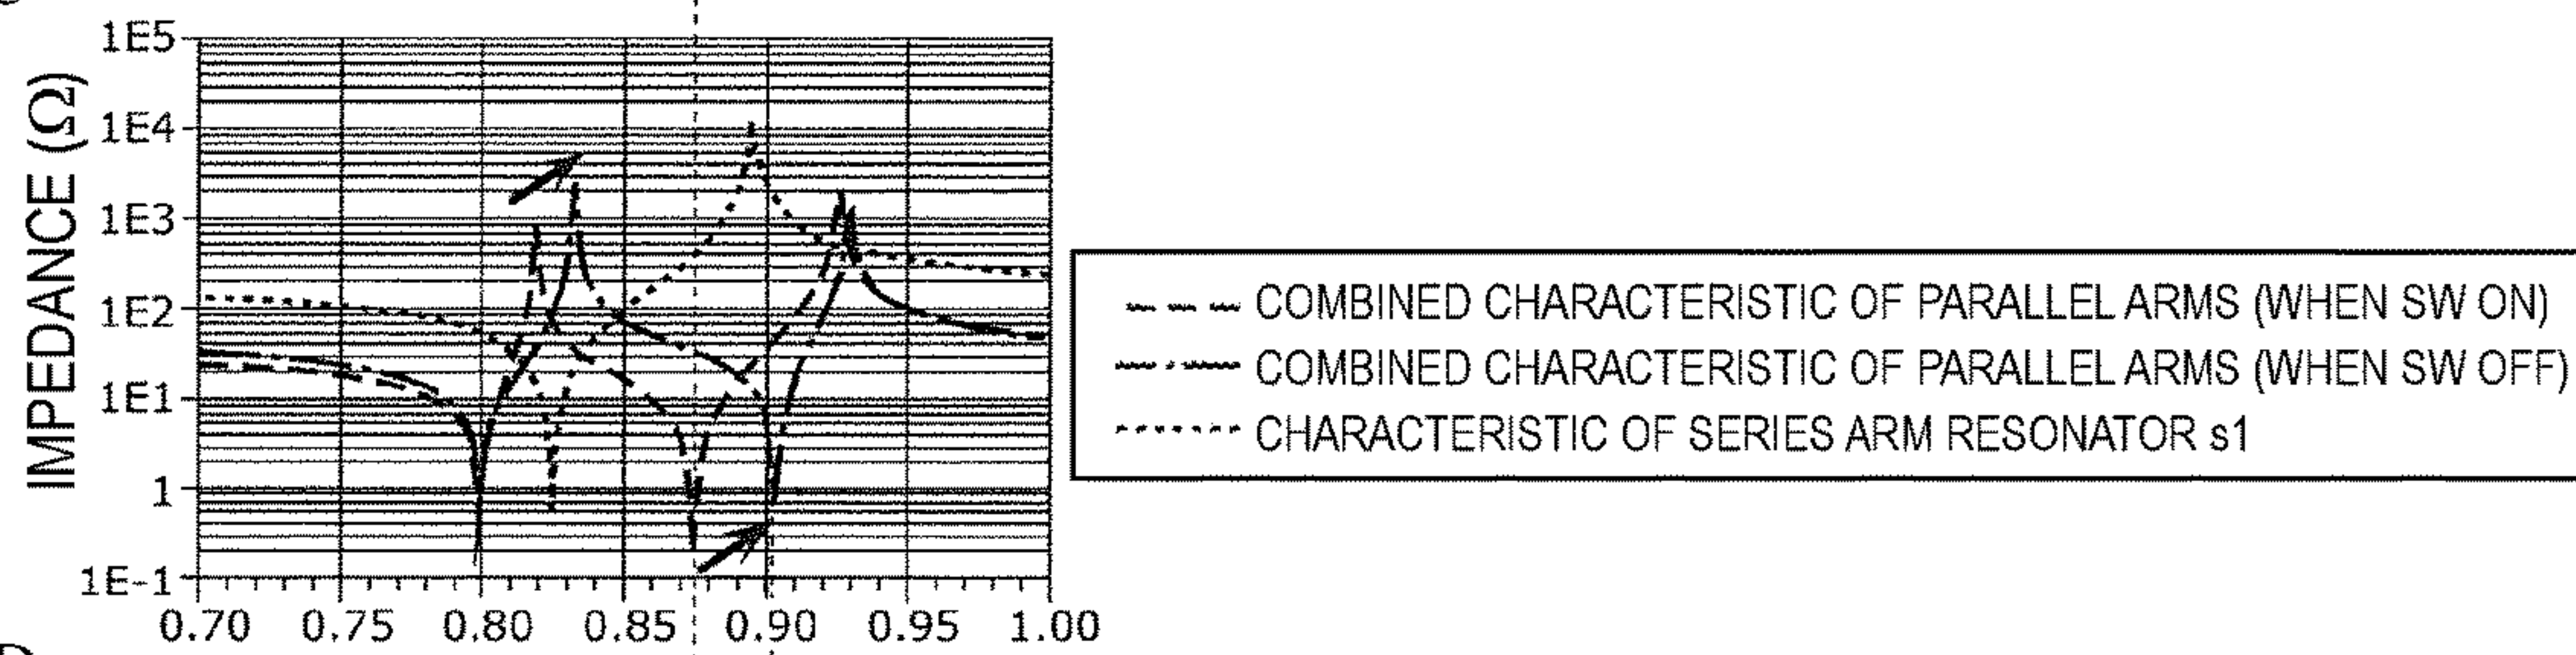 1E5
1E4
1E3
1E2
1E1
1
1E-1
IMPEDANCE (Ω)
0.70 0.75 0.80 0.85 0.90 0.95 1.00
COMBINED CHARACTERISTIC OF PARALLEL ARMS (WHEN SW ON)
COMBINED CHARACTERISTIC OF PARALLEL ARMS (WHEN SW OFF)
CHARACTERISTIC OF SERIES ARM RESONATOR s1